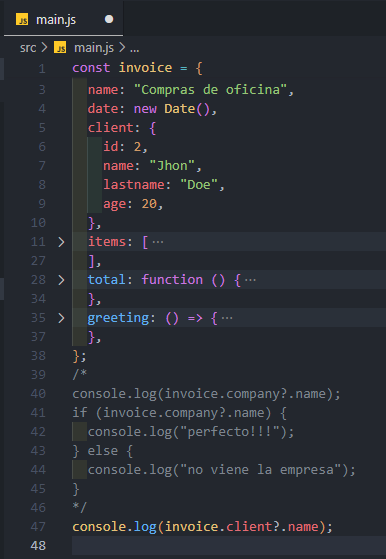 JS main.js
src > JS main.js > ...
1 const invoice = {
3 name: "Compras de oficina",
4 date: new Date(),
5 client: {
6 id: 2,
7 name: "Jhon",
8 lastname: "Doe",
9 age: 20,
10 },
11 items: [ ...
27 ],
28 total: function () { ...
34 },
35 greeting: () => { ...
37 },
38 };
39 /*
40 console.log(invoice.company?.name);
41 if (invoice.company?.name) {
42 console.log("perfecto!!!");
43 } else {
44 console.log("no viene la empresa");
45 }
46 */
47 console.log(invoice.client?.name);
48